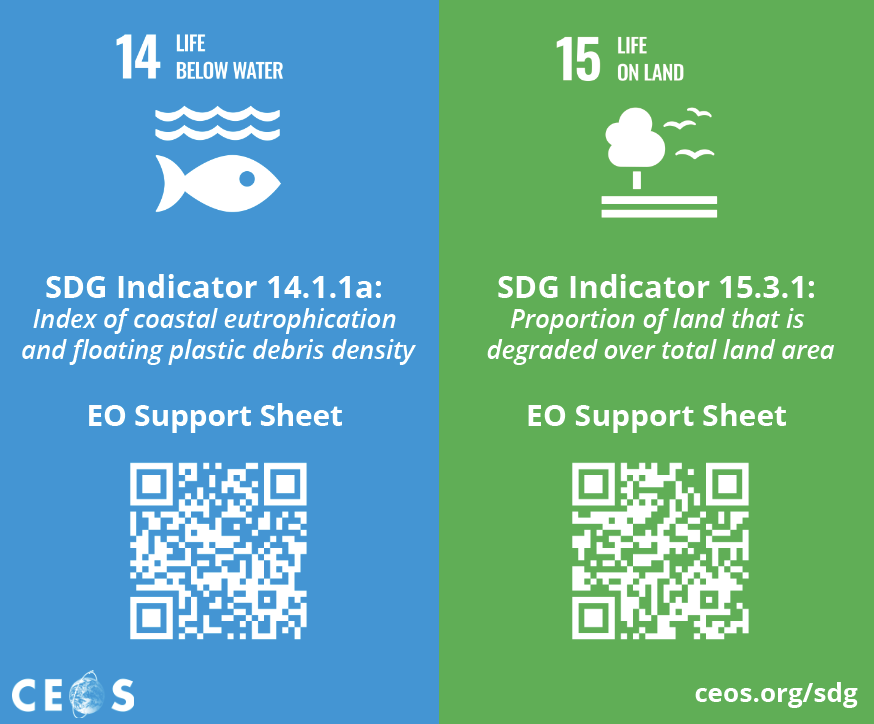 14
LIFE
BELOW WATER
SDG Indicator 14.1.1a:
Index of coastal eutrophication
and floating plastic debris density
EO Support Sheet
CEOS
15
LIFE
ON LAND
SDG Indicator 15.3.1:
Proportion of land that is
degraded over total land area
EO Support Sheet
ceos.org/sdg